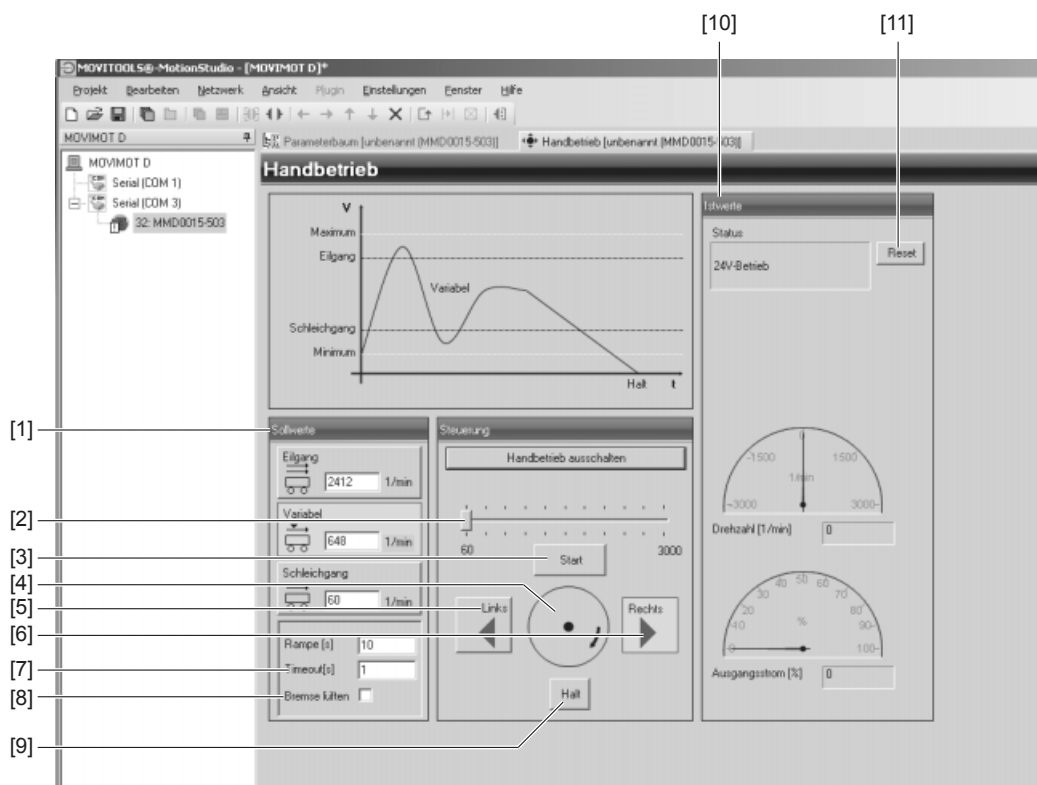 [10] [11]
MOVITOOLS®-MotionStudio - [MOVIMOT D]*
Projekt Bearbeiten Netzwerk Ansicht Plugin Einstellungen Fenster Hilfe
MOVIMOT D
Parameterbaum [unbenannt (MMD0015-503)]
Handbetrieb [unbenannt (MMD0015-503)]
MOVIMOT D
Serial (COM 1)
Serial (COM 3)
32: MMD0015-503
Handbetrieb
V
Maximum
Eilgang
Variabel
Schleichgang
Minimum
Halt t
Istwerte
Status
24V-Betrieb
Reset
[1]
Sollwerte
Eilgang
2412 1/min
Variabel
648 1/min
Schleichgang
60 1/min
Rampe [s] 10
Timeout[s] 1
Bremse lüften
Steuerung
Handbetrieb ausschalten
[2]
60 3000
[3]
Start
[4]
[5]
Links
Rechts
[6]
[7]
[8]
Halt
[9]
0
-1500 1500
1/min
-3000 3000
Drehzahl [1/min] 0
50
40 60
30 70
20 80
10 % 90
0 100
Ausgangsstrom [%] 0